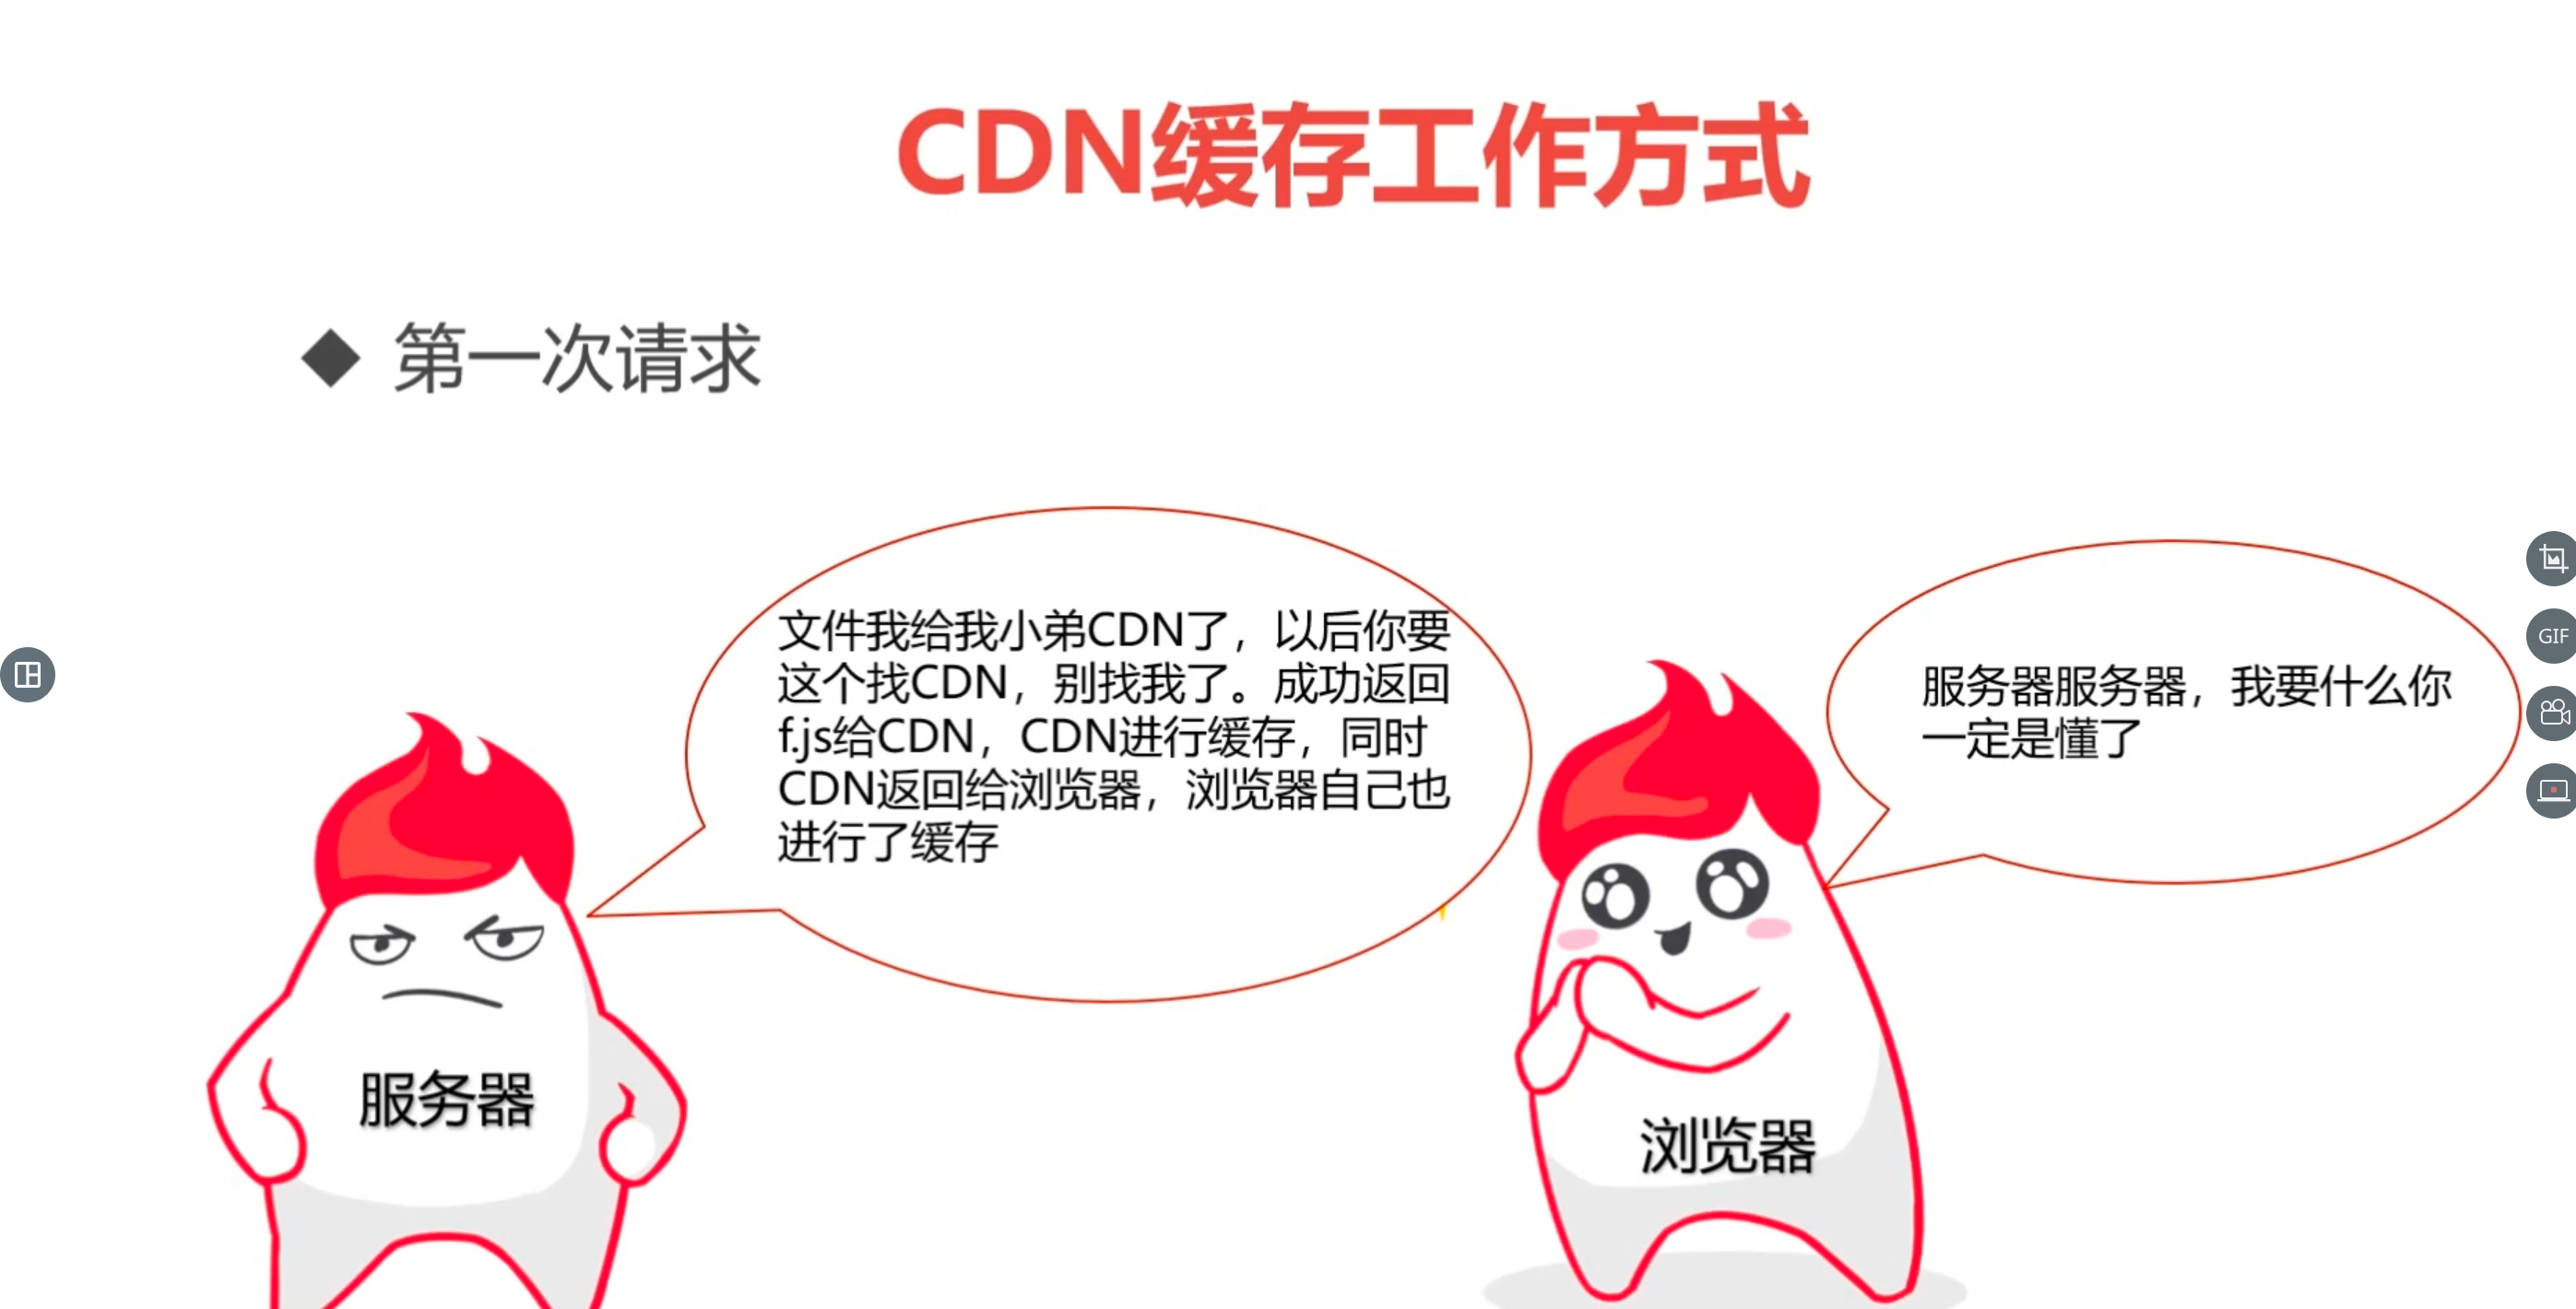 CDN缓存工作方式
◆ 第一次请求
文件我给我小弟CDN了，以后你要
这个找CDN，别找我了。成功返回
f.js给CDN，CDN进行缓存，同时
CDN返回给浏览器，浏览器自己也
进行了缓存
服务器服务器，我要什么你
一定是懂了
GIF
服务器
浏览器